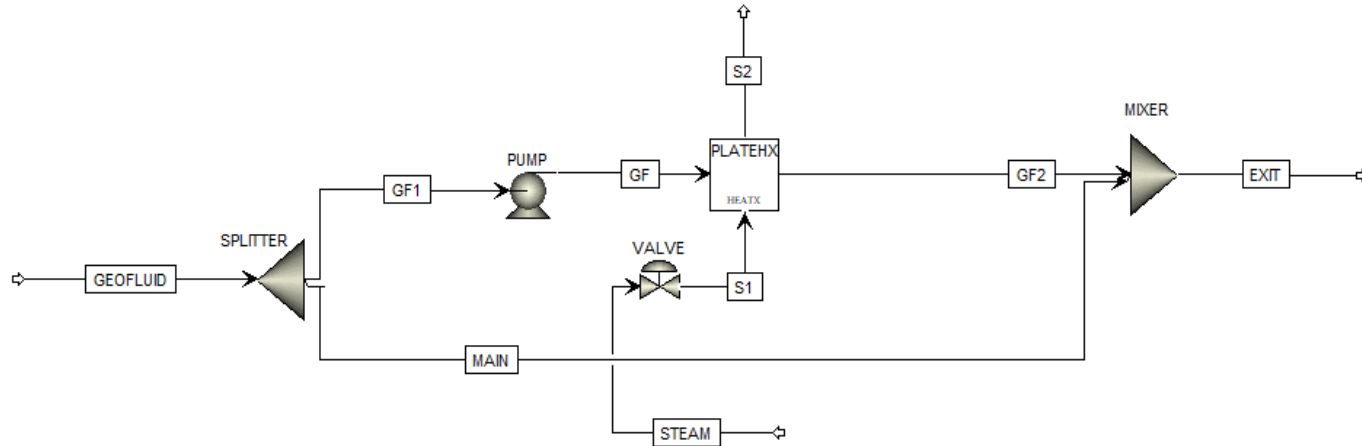 S2
MIXER
PUMP
PLATEHX
GF1
GF
GF2
EXIT
HEATX
SPLITTER
VALVE
GEOFLUID
S1
MAIN
STEAM